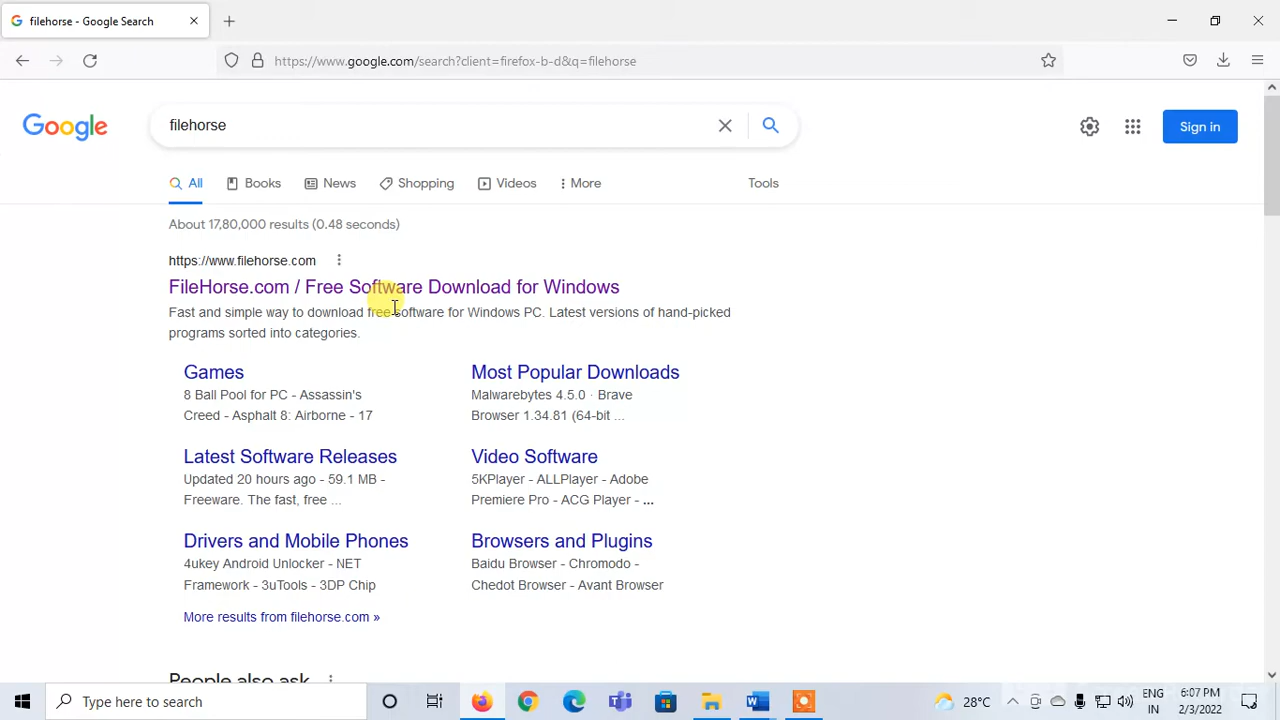 filehorse - Google Search
https://www.google.com/search?client=firefox-b-d&q=filehorse
Google
filehorse
Sign in
All
Books
News
Shopping
Videos
More
Tools
About 17,80,000 results (0.48 seconds)
https://www.filehorse.com
FileHorse.com / Free Software Download for Windows
Fast and simple way to download free software for Windows PC. Latest versions of hand-picked
programs sorted into categories.
Games
8 Ball Pool for PC - Assassin's
Creed - Asphalt 8: Airborne - 17
Most Popular Downloads
Malwarebytes 4.5.0 · Brave
Browser 1.34.81 (64-bit ...
Latest Software Releases
Updated 20 hours ago - 59.1 MB -
Freeware. The fast, free ...
Video Software
5KPlayer - ALLPlayer - Adobe
Premiere Pro - ACG Player - ...
Drivers and Mobile Phones
4ukey Android Unlocker - NET
Framework - 3uTools - 3DP Chip
Browsers and Plugins
Baidu Browser - Chromodo -
Chedot Browser - Avant Browser
More results from filehorse.com »
People also ask
Type here to search
28°C
ENG
IN
6:07 PM
2/3/2022